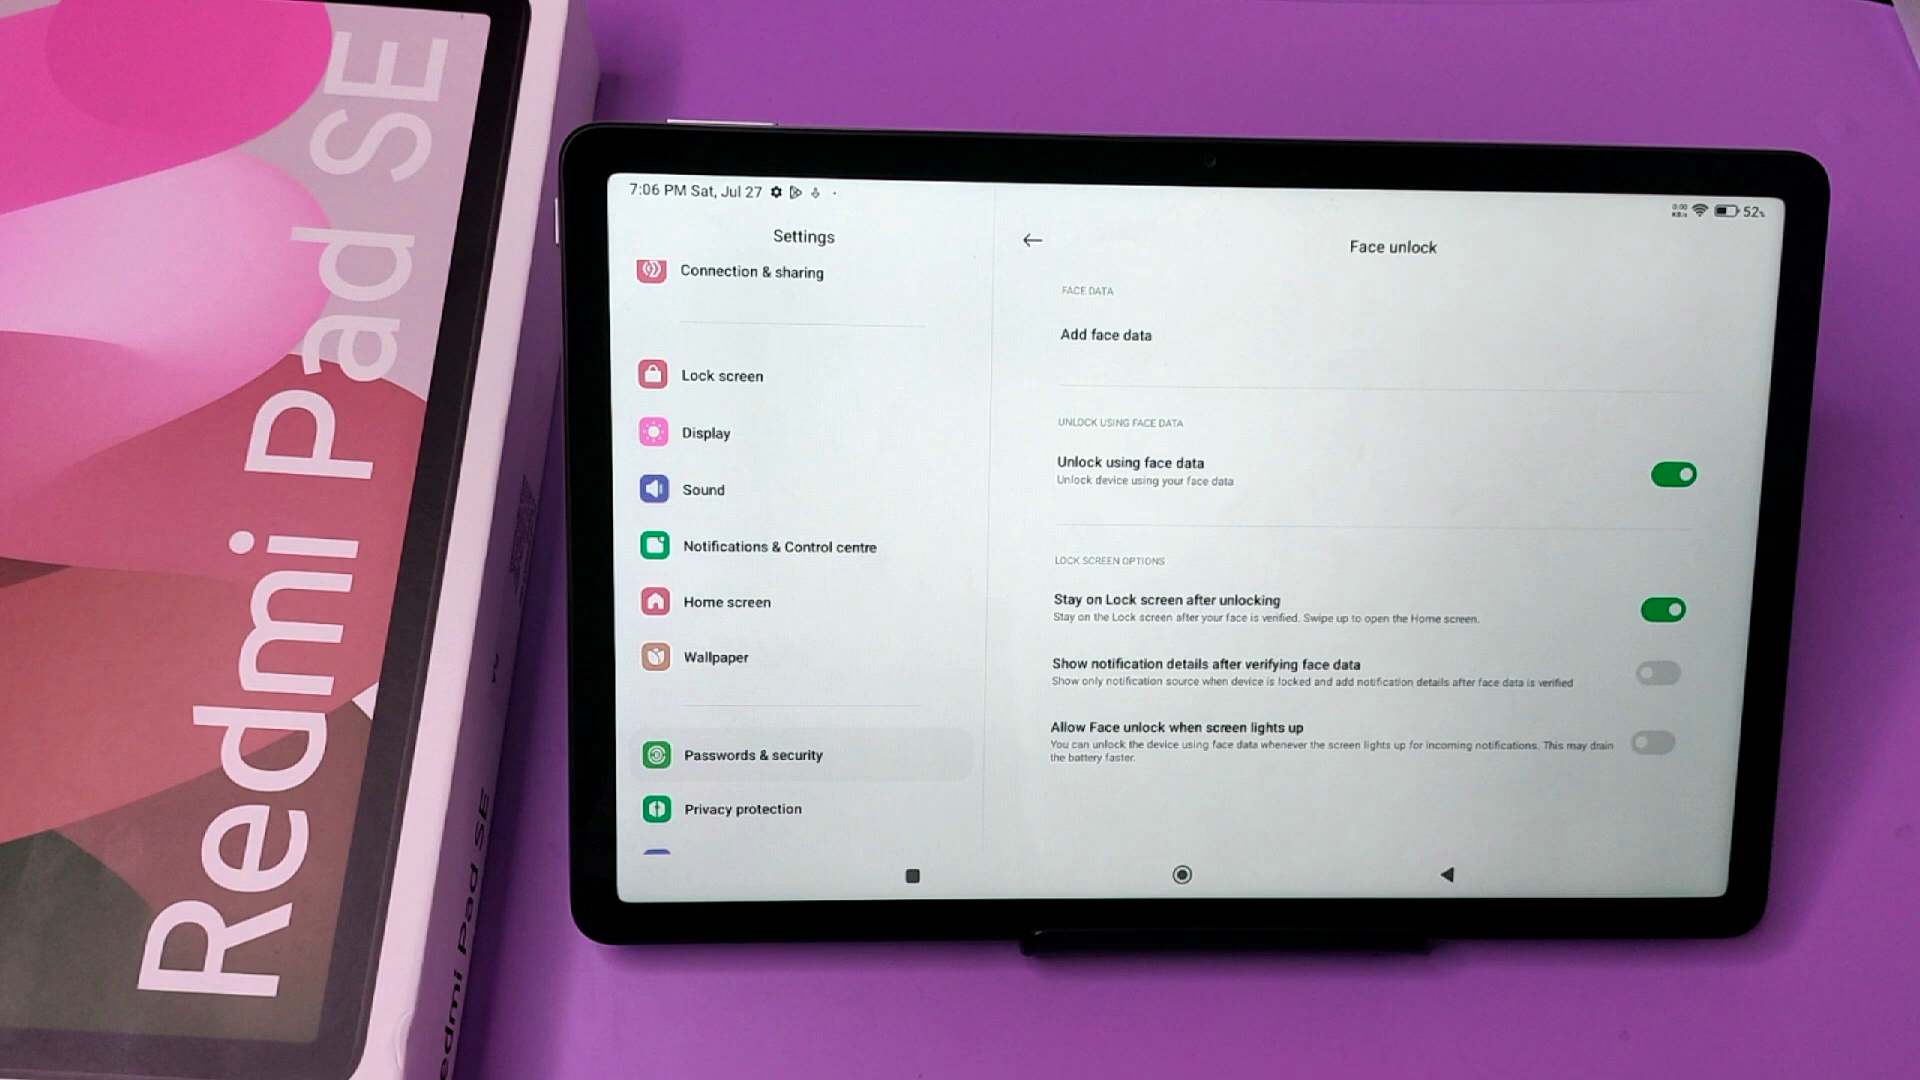 Redmi Pad SE
7:06 PM Sat, Jul 27
52%
Settings
Connection & sharing
Lock screen
Display
Sound
Notifications & Control centre
Home screen
Wallpaper
Passwords & security
Privacy protection
Face unlock
FACE DATA
Add face data
UNLOCK USING FACE DATA
Unlock using face data
Unlock device using your face data
LOCK SCREEN OPTIONS
Stay on Lock screen after unlocking
Stay on the Lock screen after your face is verified. Swipe up to open the Home screen.
Show notification details after verifying face data
Show only notification source when device is locked and add notification details after face data is verified
Allow Face unlock when screen lights up
You can unlock the device using face data whenever the screen lights up for incoming notifications. This may drain
the battery faster.
edmi Pad SE